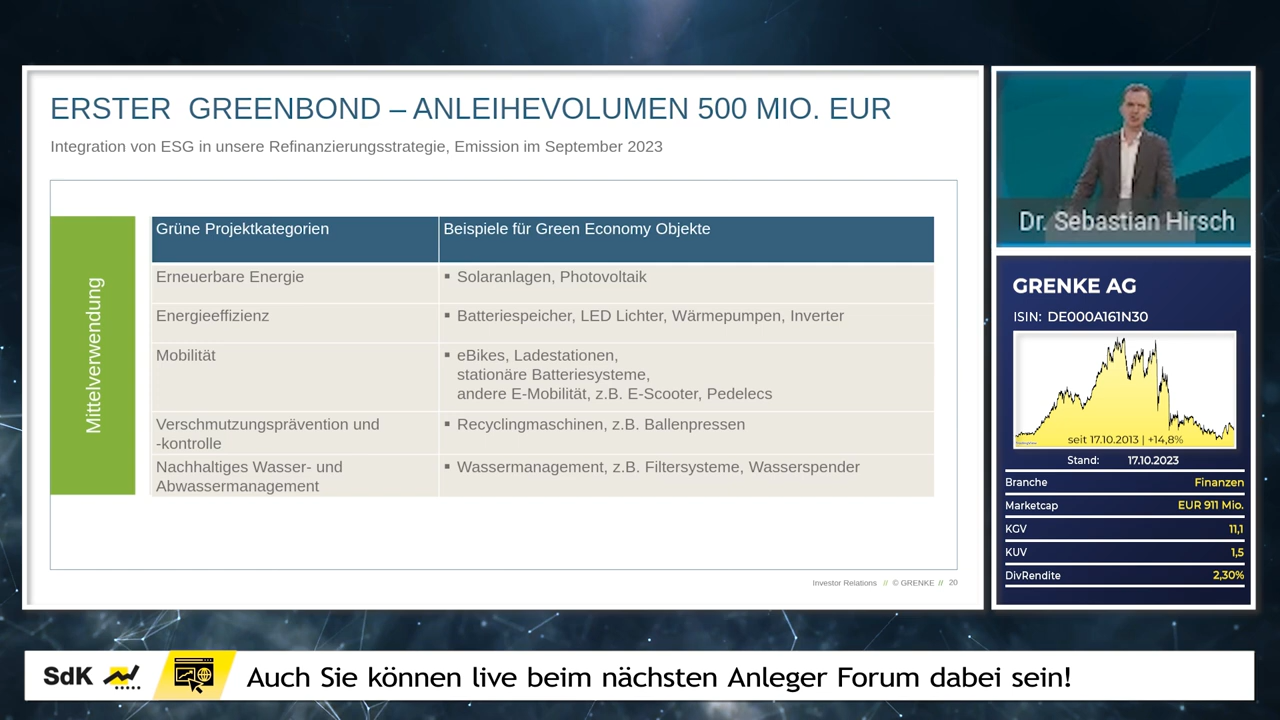 ERSTER GREENBOND – ANLEIHEVOLUMEN 500 MIO. EUR
Integration von ESG in unsere Refinanzierungsstrategie, Emission im September 2023
Mittelverwendung
Grüne Projektkategorien
Beispiele für Green Economy Objekte
Erneuerbare Energie
▪ Solaranlagen, Photovoltaik
Energieeffizienz
▪ Batteriespeicher, LED Lichter, Wärmepumpen, Inverter
Mobilität
▪ eBikes, Ladestationen,
stationäre Batteriesysteme,
andere E-Mobilität, z.B. E-Scooter, Pedelecs
Verschmutzungsprävention und
-kontrolle
▪ Recyclingmaschinen, z.B. Ballenpressen
Nachhaltiges Wasser- und
Abwassermanagement
▪ Wassermanagement, z.B. Filtersysteme, Wasserspender
Investor Relations // © GRENKE // 20
Dr. Sebastian Hirsch
GRENKE AG
ISIN: DE000A161N30
seit 17.10.2013 | +14,8%
Stand: 17.10.2023
Branche Finanzen
Marketcap EUR 911 Mio.
KGV 11,1
KUV 1,5
DivRendite 2,30%
SdK
Auch Sie können live beim nächsten Anleger Forum dabei sein!